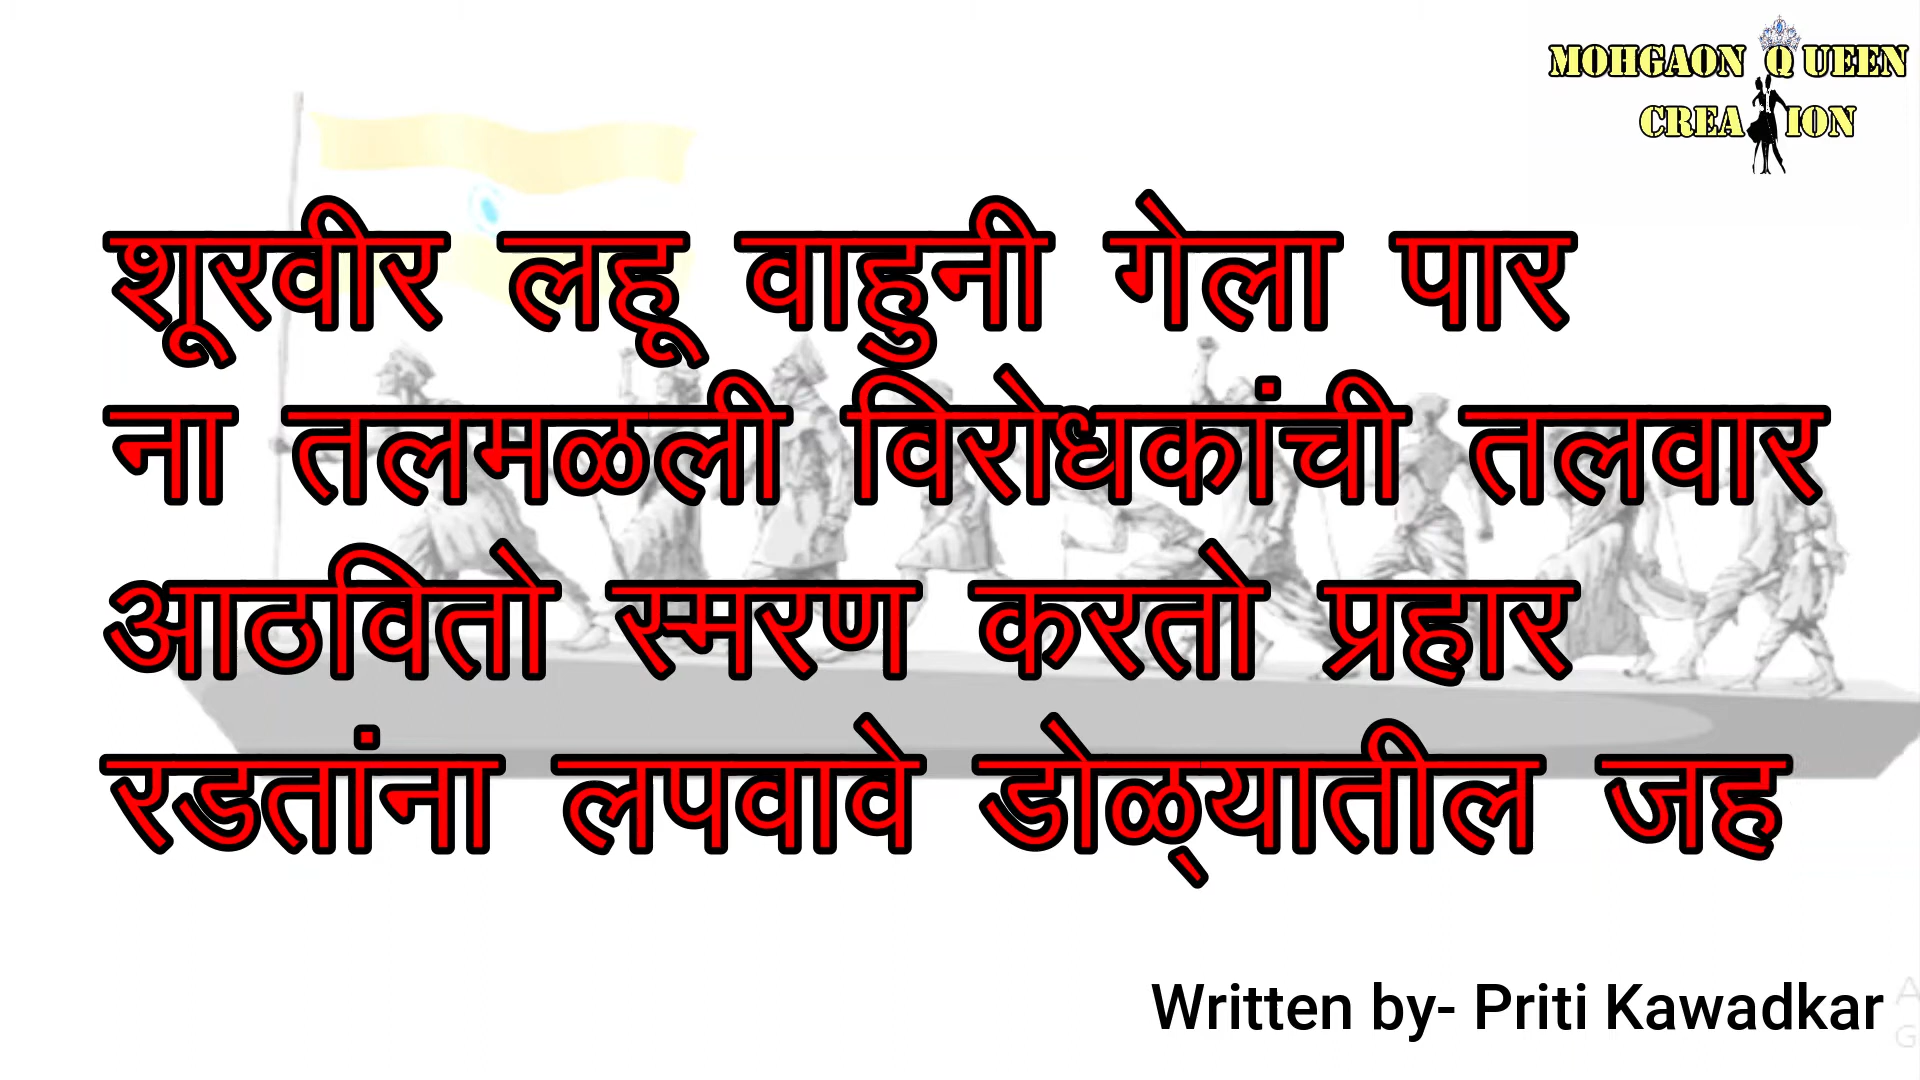 MOHGAON QUEEN
CREATION
शूरवीर लहू वाहुनी गेला पार
ना तलमळली विरोधकांची तलवार
आठवितो स्मरण करतो प्रहार
रडतांना लपवावे डोळ्यातील जह
Written by- Priti Kawadkar